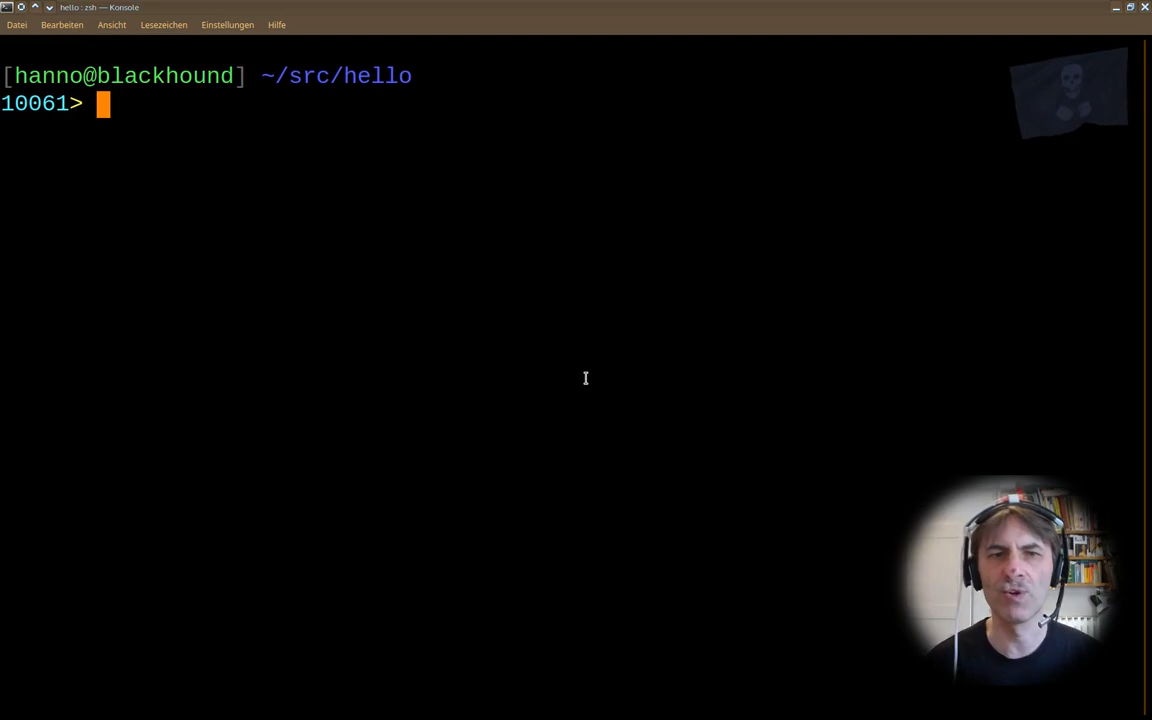 hello : zsh — Konsole
Datei Bearbeiten Ansicht Lesezeichen Einstellungen Hilfe
[hanno@blackhound] ~/src/hello
10061>